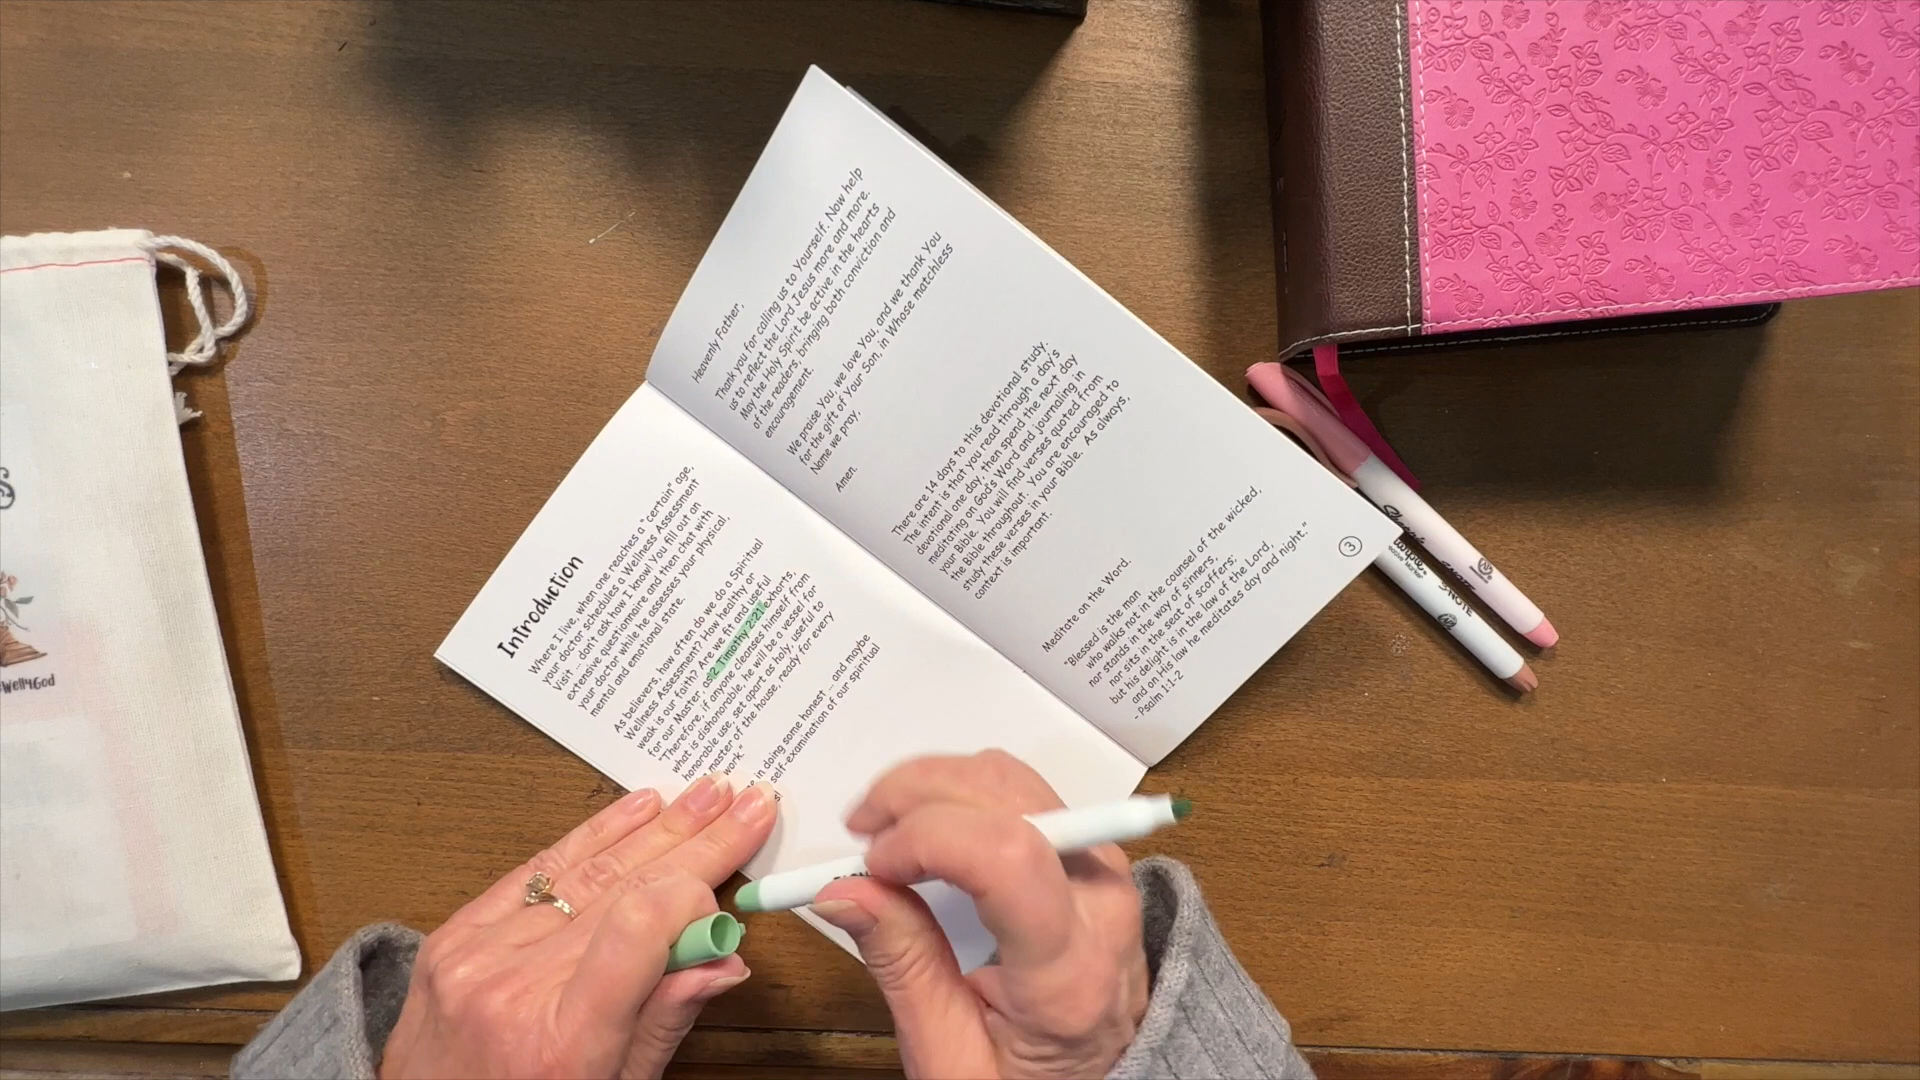 Introduction
Where I live, when one reaches a "certain" age,
your doctor schedules a Wellness Assessment
Visit ... don't ask how I know! You fill out an
extensive questionnaire and then chat with
your doctor while he assesses your physical,
mental and emotional state.
As believers, how often do we do a Spiritual
Wellness Assessment? How healthy or
weak is our faith? Are we fit and useful
for our Master, as 2 Timothy 2:21 exhorts,
"Therefore, if anyone cleanses himself from
what is dishonorable, he will be a vessel for
honorable use, set apart as holy, useful to
master of the house, ready for every
work."
in doing some honest ... and maybe
self-examination of our spiritual
Heavenly Father,
Thank you for calling us to Yourself. Now help
us to reflect the Lord Jesus more and more.
May the Holy Spirit be active in the hearts
of the readers, bringing both conviction and
encouragement.
We praise You, we love You, and we thank You
for the gift of Your Son, in Whose matchless
Name we pray,
Amen.
There are 14 days to this devotional study.
The intent is that you read through a day's
devotional one day, then spend the next day
meditating on God's Word and journaling in
your Bible. You will find verses quoted from
the Bible throughout. You are encouraged to
study these verses in your Bible. As always,
context is important.
Meditate on the Word.
"Blessed is the man
who walks not in the counsel of the wicked,
nor stands in the way of sinners,
nor sits in the seat of scoffers;
but his delight is in the law of the Lord,
and on His law he meditates day and night."
- Psalm 1:1-2
3
Sharpie
S·NOTE
S
Well4God